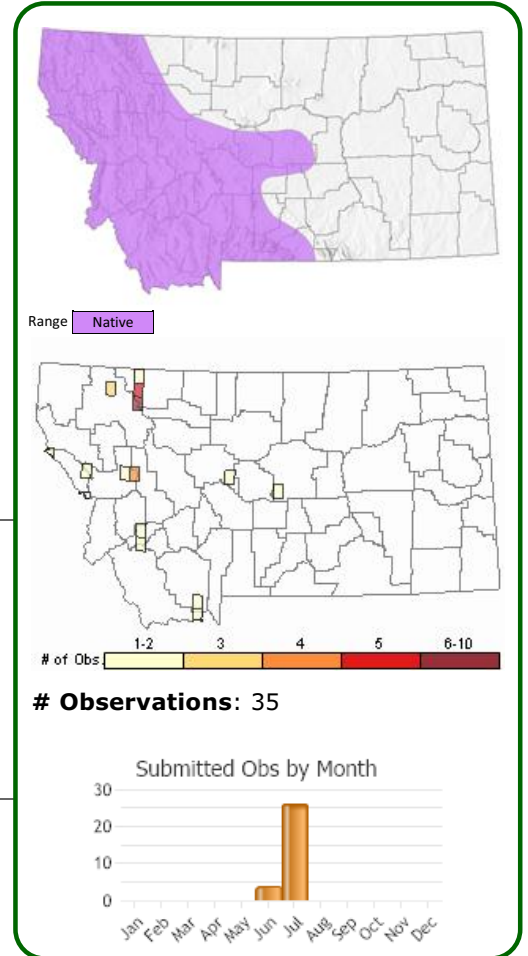 Range Native
1-2 3 4 5 6-10
# of Obs.
# Observations: 35
Submitted Obs by Month
30
20
10
0
Jan Feb Mar Apr May Jun Jul Aug Sep Oct Nov Dec